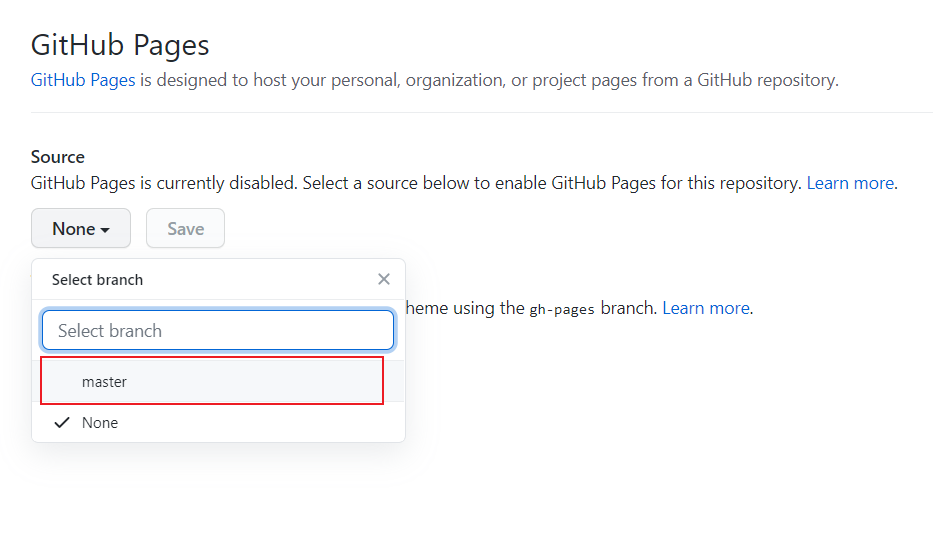 GitHub Pages
GitHub Pages is designed to host your personal, organization, or project pages from a GitHub repository.
Source
GitHub Pages is currently disabled. Select a source below to enable GitHub Pages for this repository. Learn more.
None
Save
Select branch
heme using the gh-pages branch. Learn more.
Select branch
master
None